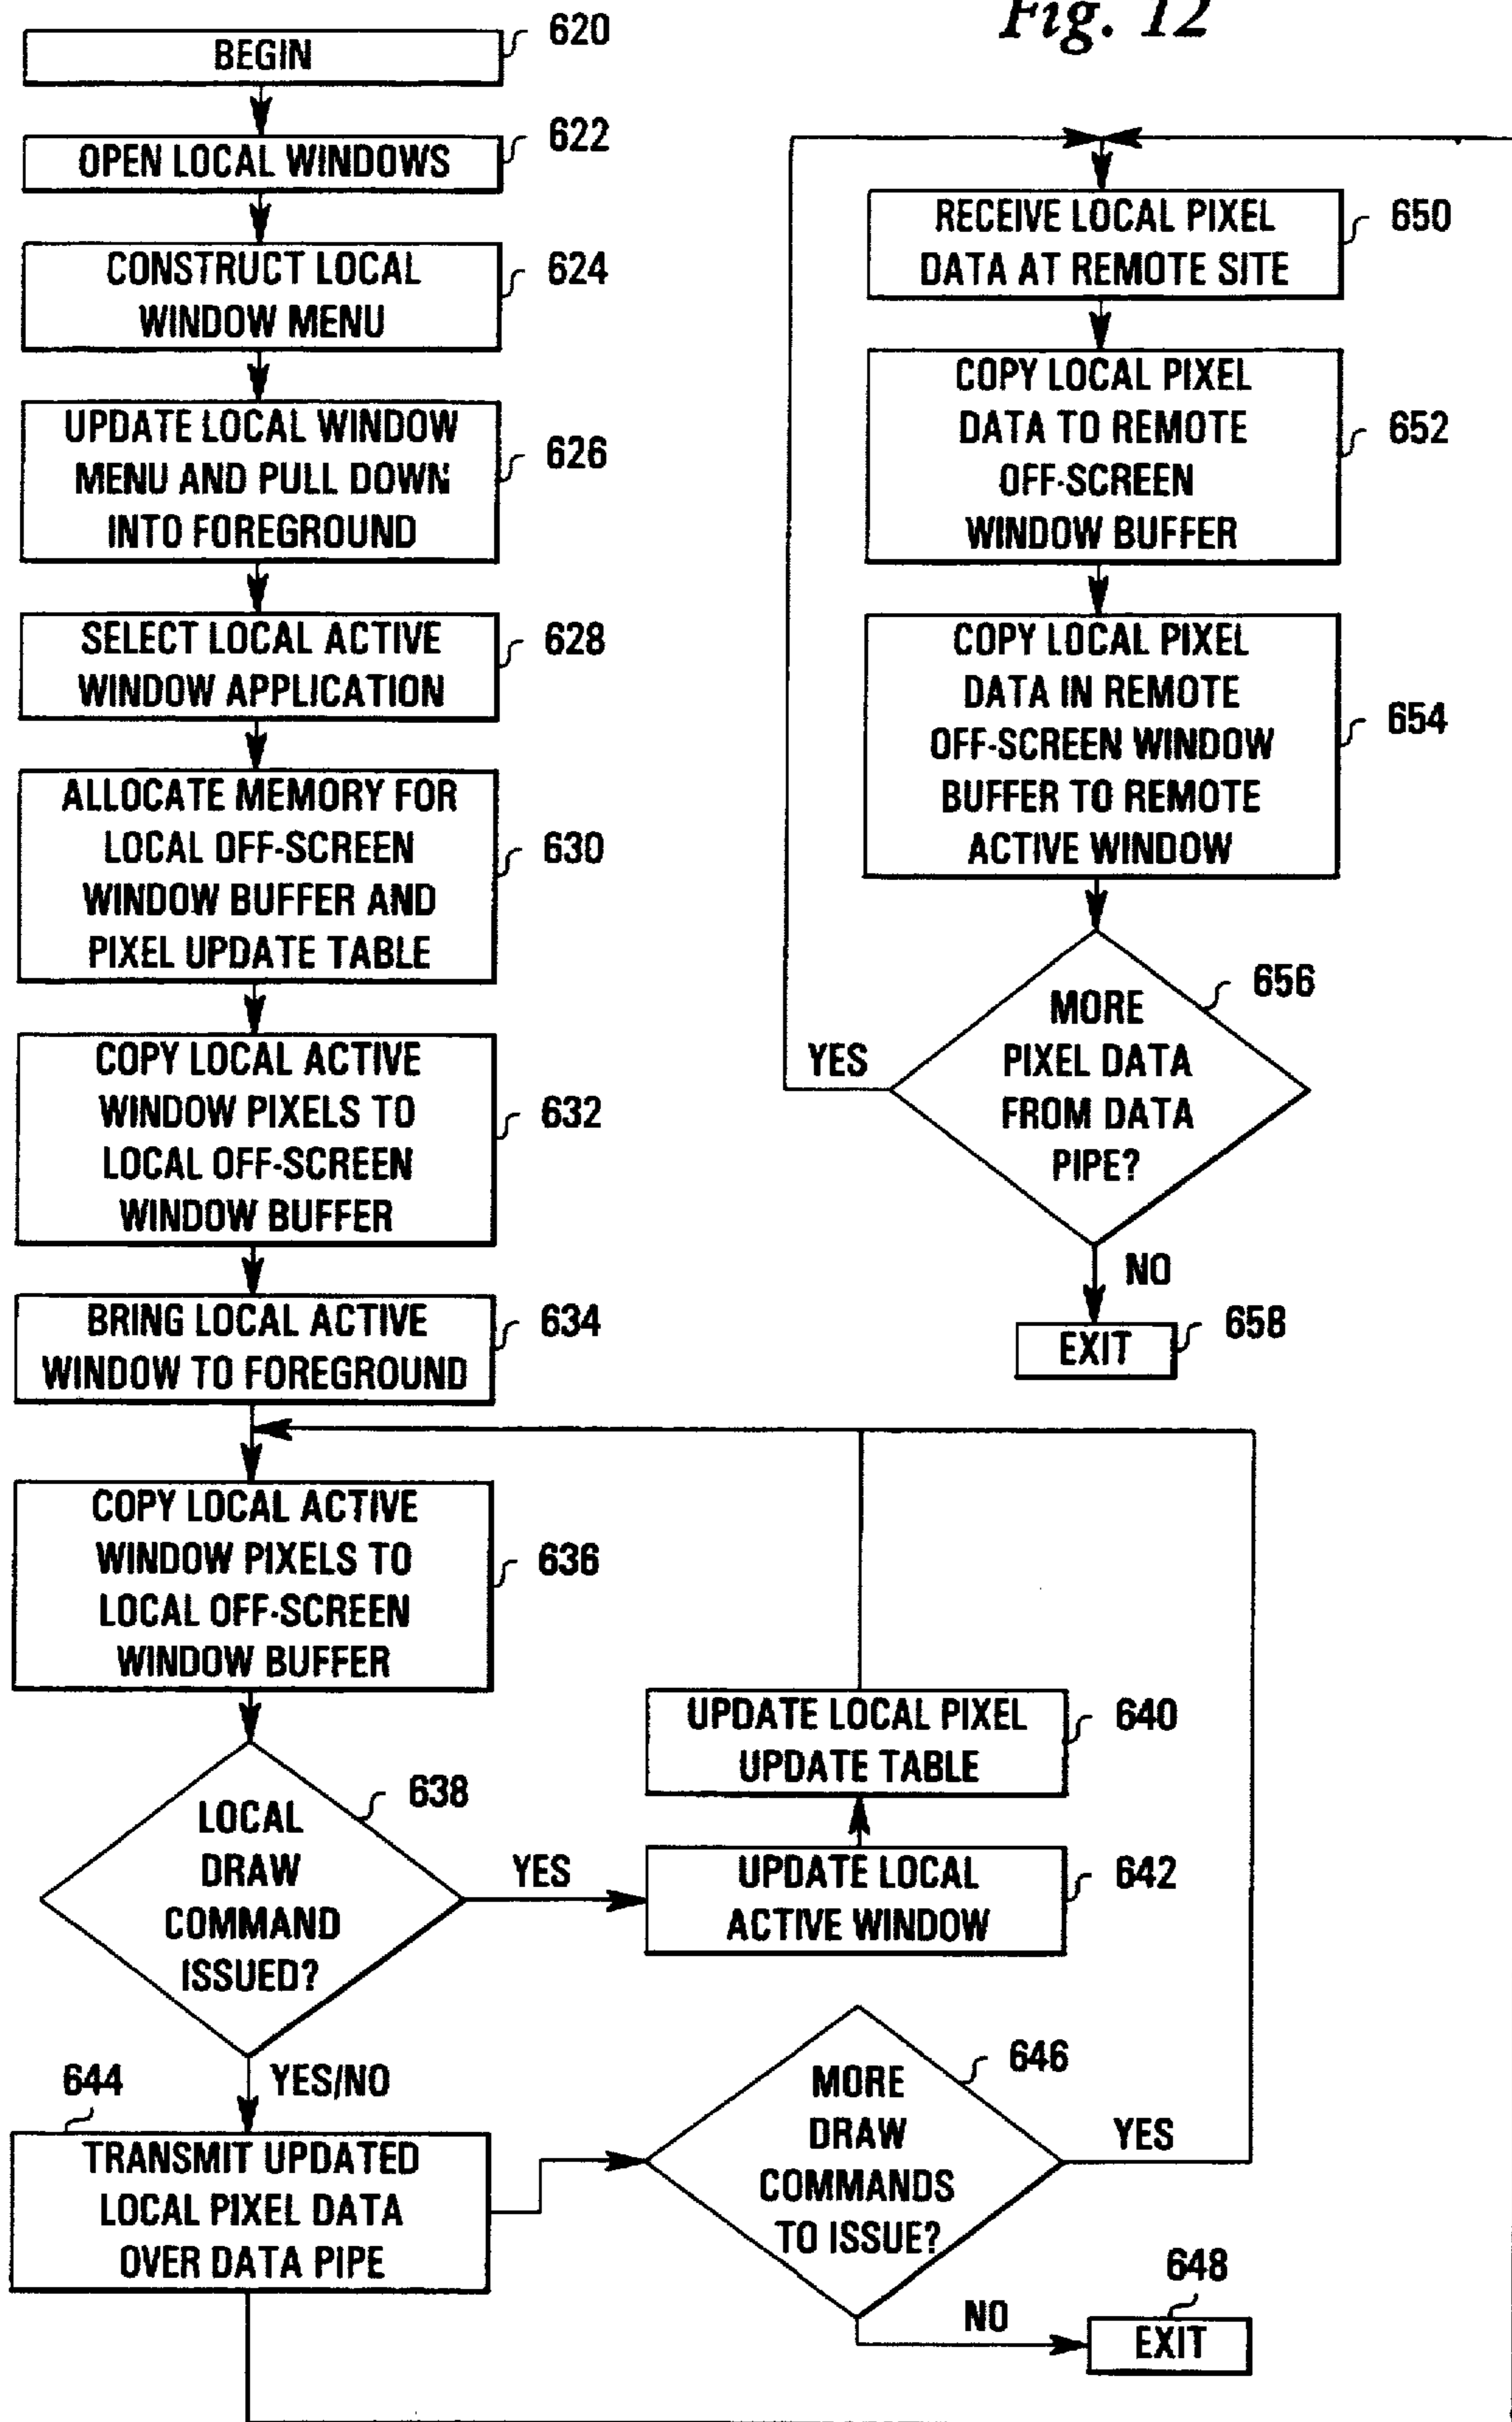 Fig. 12
BEGIN
620
OPEN LOCAL WINDOWS
622
CONSTRUCT LOCAL
WINDOW MENU
624
UPDATE LOCAL WINDOW
MENU AND PULL DOWN
INTO FOREGROUND
626
SELECT LOCAL ACTIVE
WINDOW APPLICATION
628
ALLOCATE MEMORY FOR
LOCAL OFF-SCREEN
WINDOW BUFFER AND
PIXEL UPDATE TABLE
630
COPY LOCAL ACTIVE
WINDOW PIXELS TO
LOCAL OFF-SCREEN
WINDOW BUFFER
632
BRING LOCAL ACTIVE
WINDOW TO FOREGROUND
634
COPY LOCAL ACTIVE
WINDOW PIXELS TO
LOCAL OFF-SCREEN
WINDOW BUFFER
636
LOCAL
DRAW
COMMAND
ISSUED?
638
YES
YES/NO
UPDATE LOCAL PIXEL
UPDATE TABLE
640
UPDATE LOCAL
ACTIVE WINDOW
642
644
TRANSMIT UPDATED
LOCAL PIXEL DATA
OVER DATA PIPE
MORE
DRAW
COMMANDS
TO ISSUE?
646
YES
NO
648
EXIT
RECEIVE LOCAL PIXEL
DATA AT REMOTE SITE
650
COPY LOCAL PIXEL
DATA TO REMOTE
OFF-SCREEN
WINDOW BUFFER
652
COPY LOCAL PIXEL
DATA IN REMOTE
OFF-SCREEN WINDOW
BUFFER TO REMOTE
ACTIVE WINDOW
654
MORE
PIXEL DATA
FROM DATA
PIPE?
656
YES
NO
EXIT
658